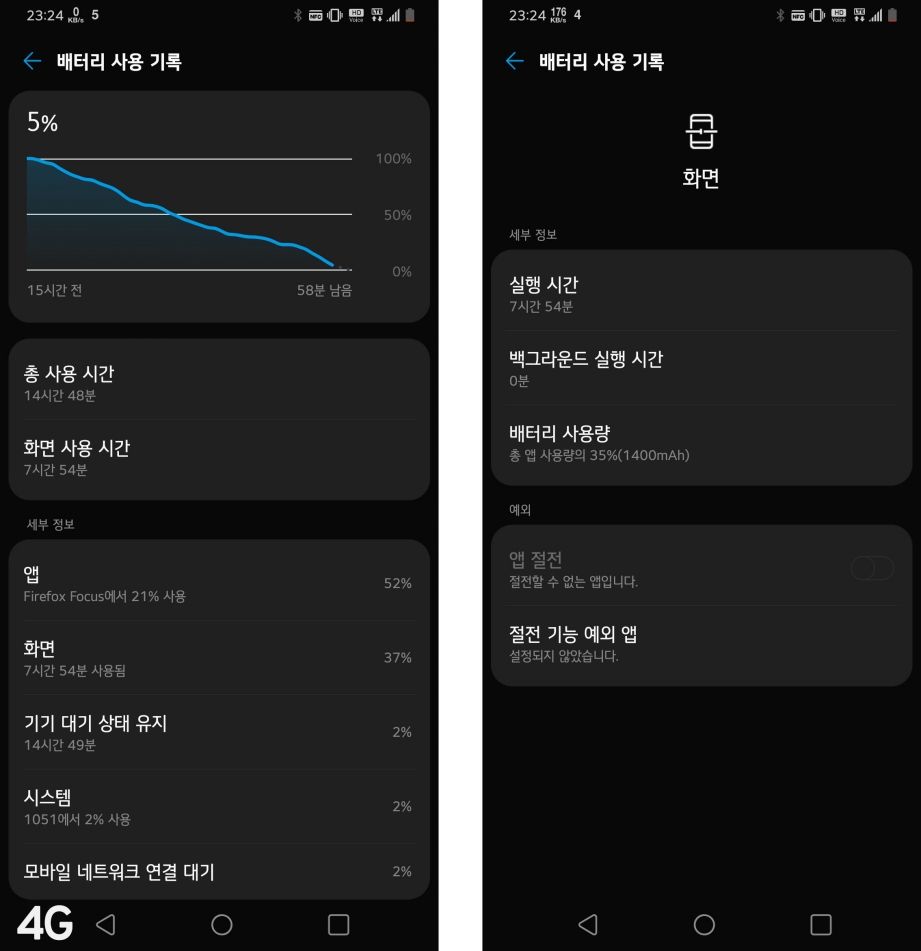 23:24 0 KB/s 5 NFC HD Voice LTE
배터리 사용 기록
5%
100%
50%
0%
15시간 전 58분 남음
총 사용 시간
14시간 48분
화면 사용 시간
7시간 54분
세부 정보
앱
52%
Firefox Focus에서 21% 사용
화면
37%
7시간 54분 사용됨
기기 대기 상태 유지
2%
14시간 49분
시스템
2%
1051에서 2% 사용
모바일 네트워크 연결 대기 2%
4G
23:24 176 KB/s 4 NFC HD Voice LTE
배터리 사용 기록
화면
세부 정보
실행 시간
7시간 54분
백그라운드 실행 시간
0분
배터리 사용량
총 앱 사용량의 35%(1400mAh)
예외
앱 절전
절전할 수 없는 앱입니다.
절전 기능 예외 앱
설정되지 않았습니다.